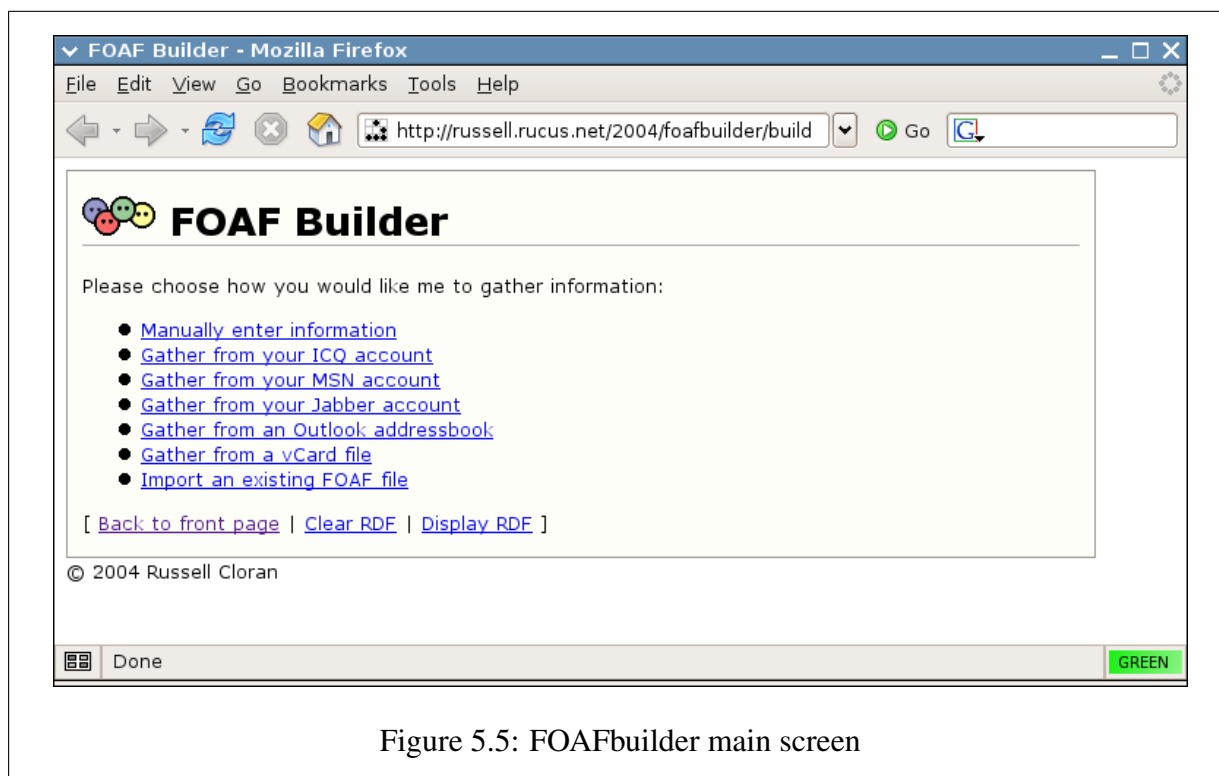 FOAF Builder - Mozilla Firefox
File Edit View Go Bookmarks Tools Help
http://russell.rucus.net/2004/foafbuilder/build Go G
FOAF Builder
Please choose how you would like me to gather information:
Manually enter information
Gather from your ICQ account
Gather from your MSN account
Gather from your Jabber account
Gather from an Outlook addressbook
Gather from a vCard file
Import an existing FOAF file
[ Back to front page | Clear RDF | Display RDF ]
© 2004 Russell Cloran
Done GREEN
Figure 5.5: FOAFbuilder main screen